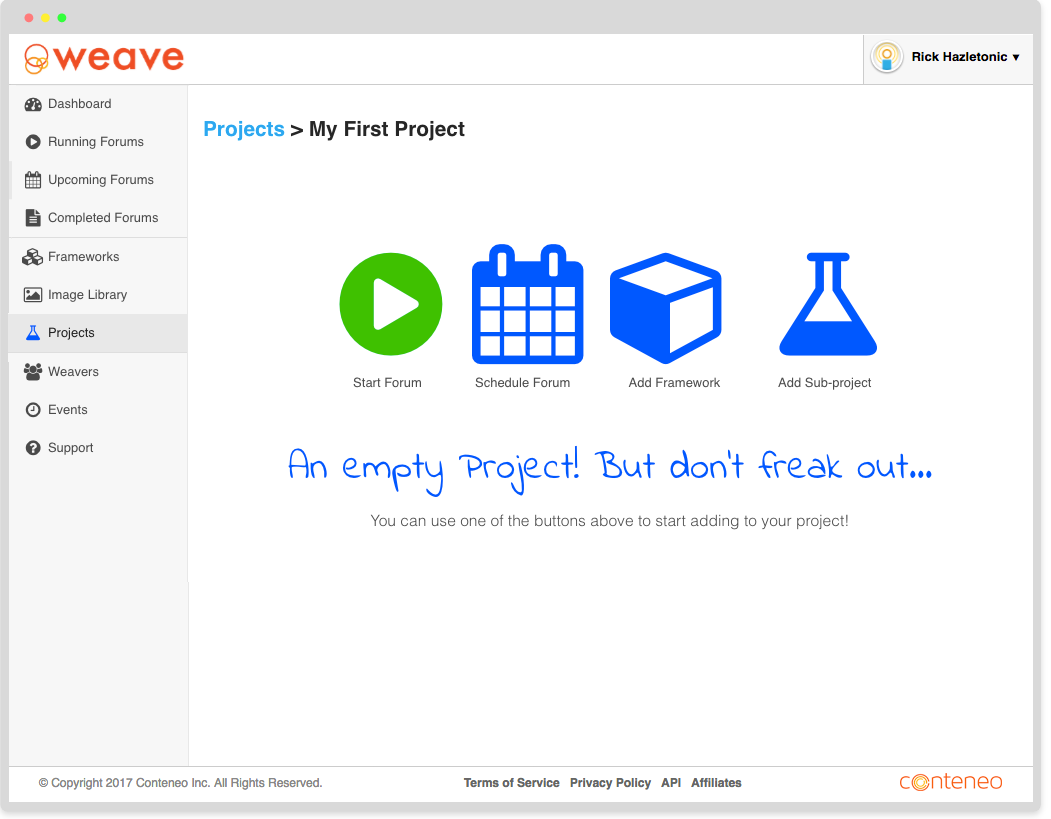 weave
Rick Hazletonic ▾
Dashboard
Running Forums
Upcoming Forums
Completed Forums
Frameworks
Image Library
Projects
Weavers
Events
Support
Projects > My First Project
Start Forum Schedule Forum Add Framework Add Sub-project
An empty Project! But don't freak out...
You can use one of the buttons above to start adding to your project!
© Copyright 2017 Conteneo Inc. All Rights Reserved. Terms of Service Privacy Policy API Affiliates conteneo